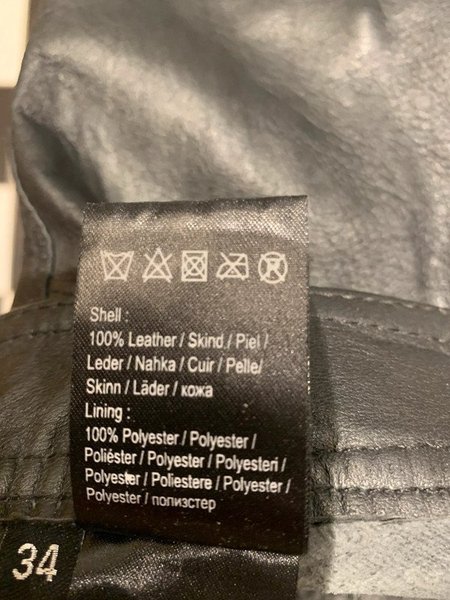 Shell :
100% Leather / Skind / Piel /
Leder / Nahka / Cuir / Pelle/
Skinn / Läder / кожа
Lining :
100% Polyester / Polyester /
Poliéster / Polyester / Polyesteri /
Polyester / Poliestere / Polyester /
Polyester / полизстер
34